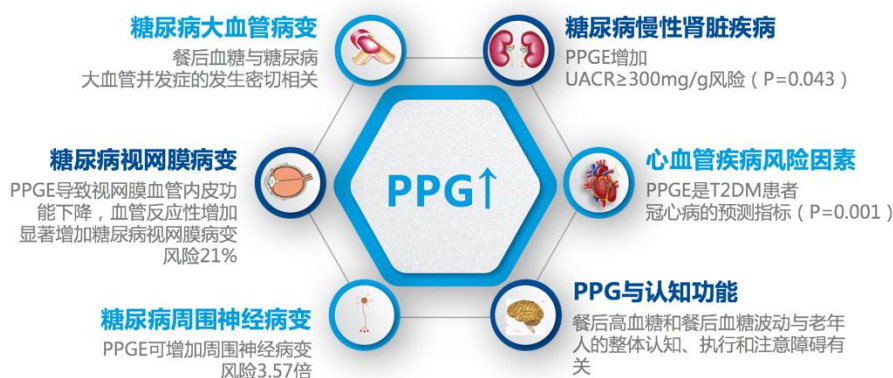 糖尿病大血管病变
餐后血糖与糖尿病
大血管并发症的发生密切相关
糖尿病慢性肾脏疾病
PPGE增加
UACR≥300mg/g风险（P=0.043）
糖尿病视网膜病变
PPGE导致视网膜血管内皮功
能下降，血管反应性增加
显著增加糖尿病视网膜病变
风险21%
PPG↑
心血管疾病风险因素
PPGE是T2DM患者
冠心病的预测指标（P=0.001）
糖尿病周围神经病变
PPGE可增加周围神经病变
风险3.57倍
PPG与认知功能
餐后高血糖和餐后血糖波动与老年
人的整体认知、执行和注意障碍有
关